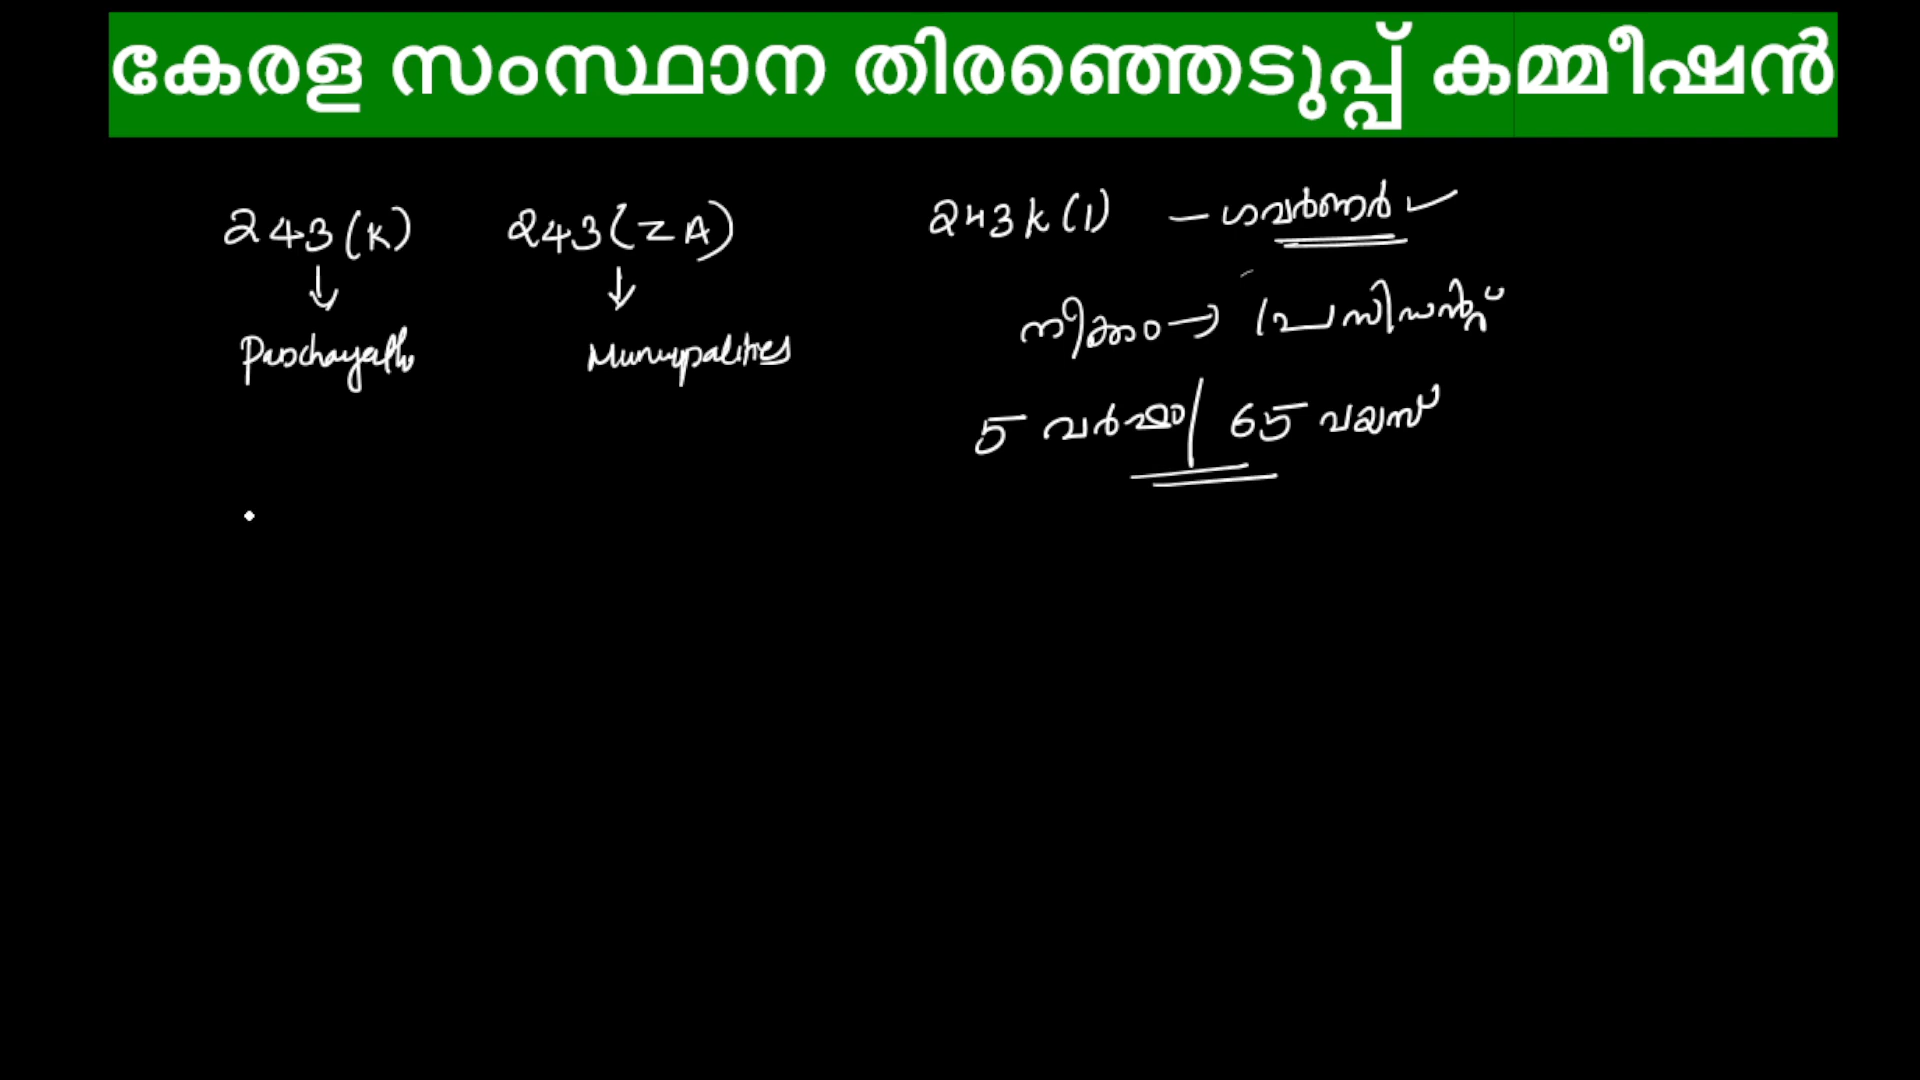 കേരള സംസ്ഥാന തിരഞ്ഞെടുപ്പ് കമ്മീഷൻ
243(K) 243(ZA)
Panchayath Municipalities
243K(1) – ഗവർണർ
നീക്കം → പ്രസിഡന്റ്
5 വർഷം/ 65 വയസ്